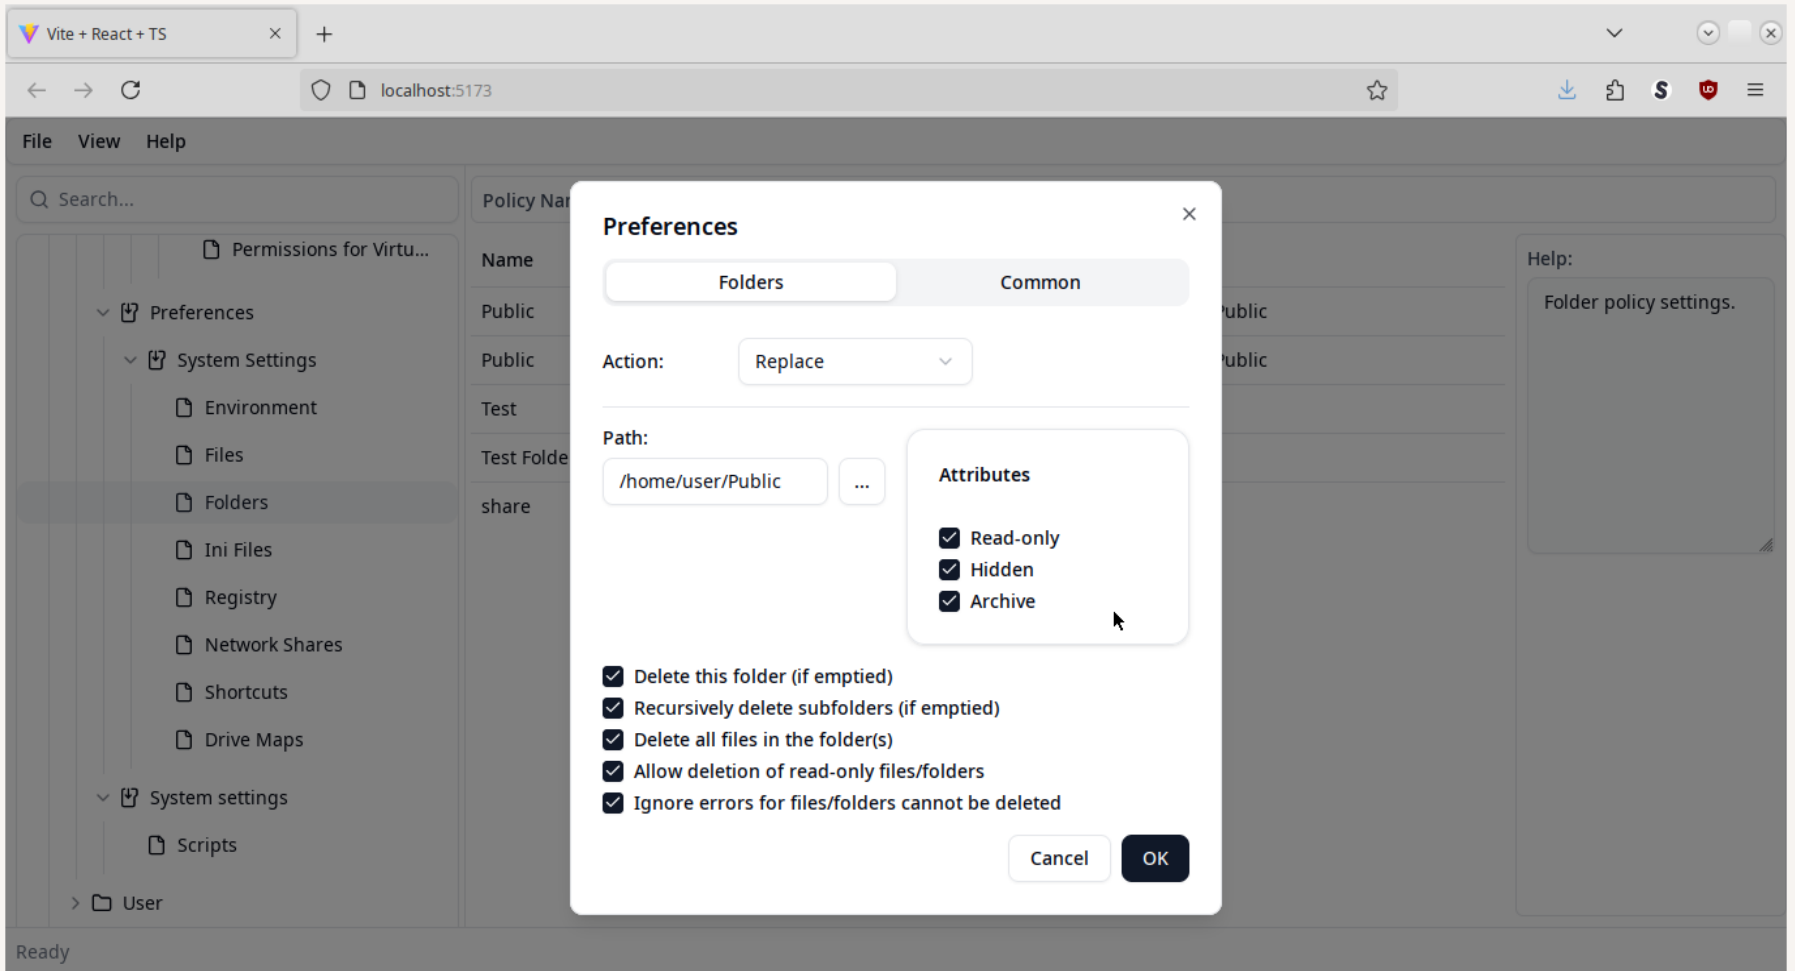 Vite + React + TS
localhost:5173
File View Help
Search...
Permissions for Virtu...
Preferences
System Settings
Environment
Files
Folders
Ini Files
Registry
Network Shares
Shortcuts
Drive Maps
System settings
Scripts
User
Ready
Policy
Name
Public
Public
Test
Test
share
Public
Public
Preferences
Folders Common
Action: Replace
Path:
/home/user/Public ...
Attributes
Read-only
Hidden
Archive
Delete this folder (if emptied)
Recursively delete subfolders (if emptied)
Delete all files in the folder(s)
Allow deletion of read-only files/folders
Ignore errors for files/folders cannot be deleted
Cancel OK
Help:
Folder policy settings.